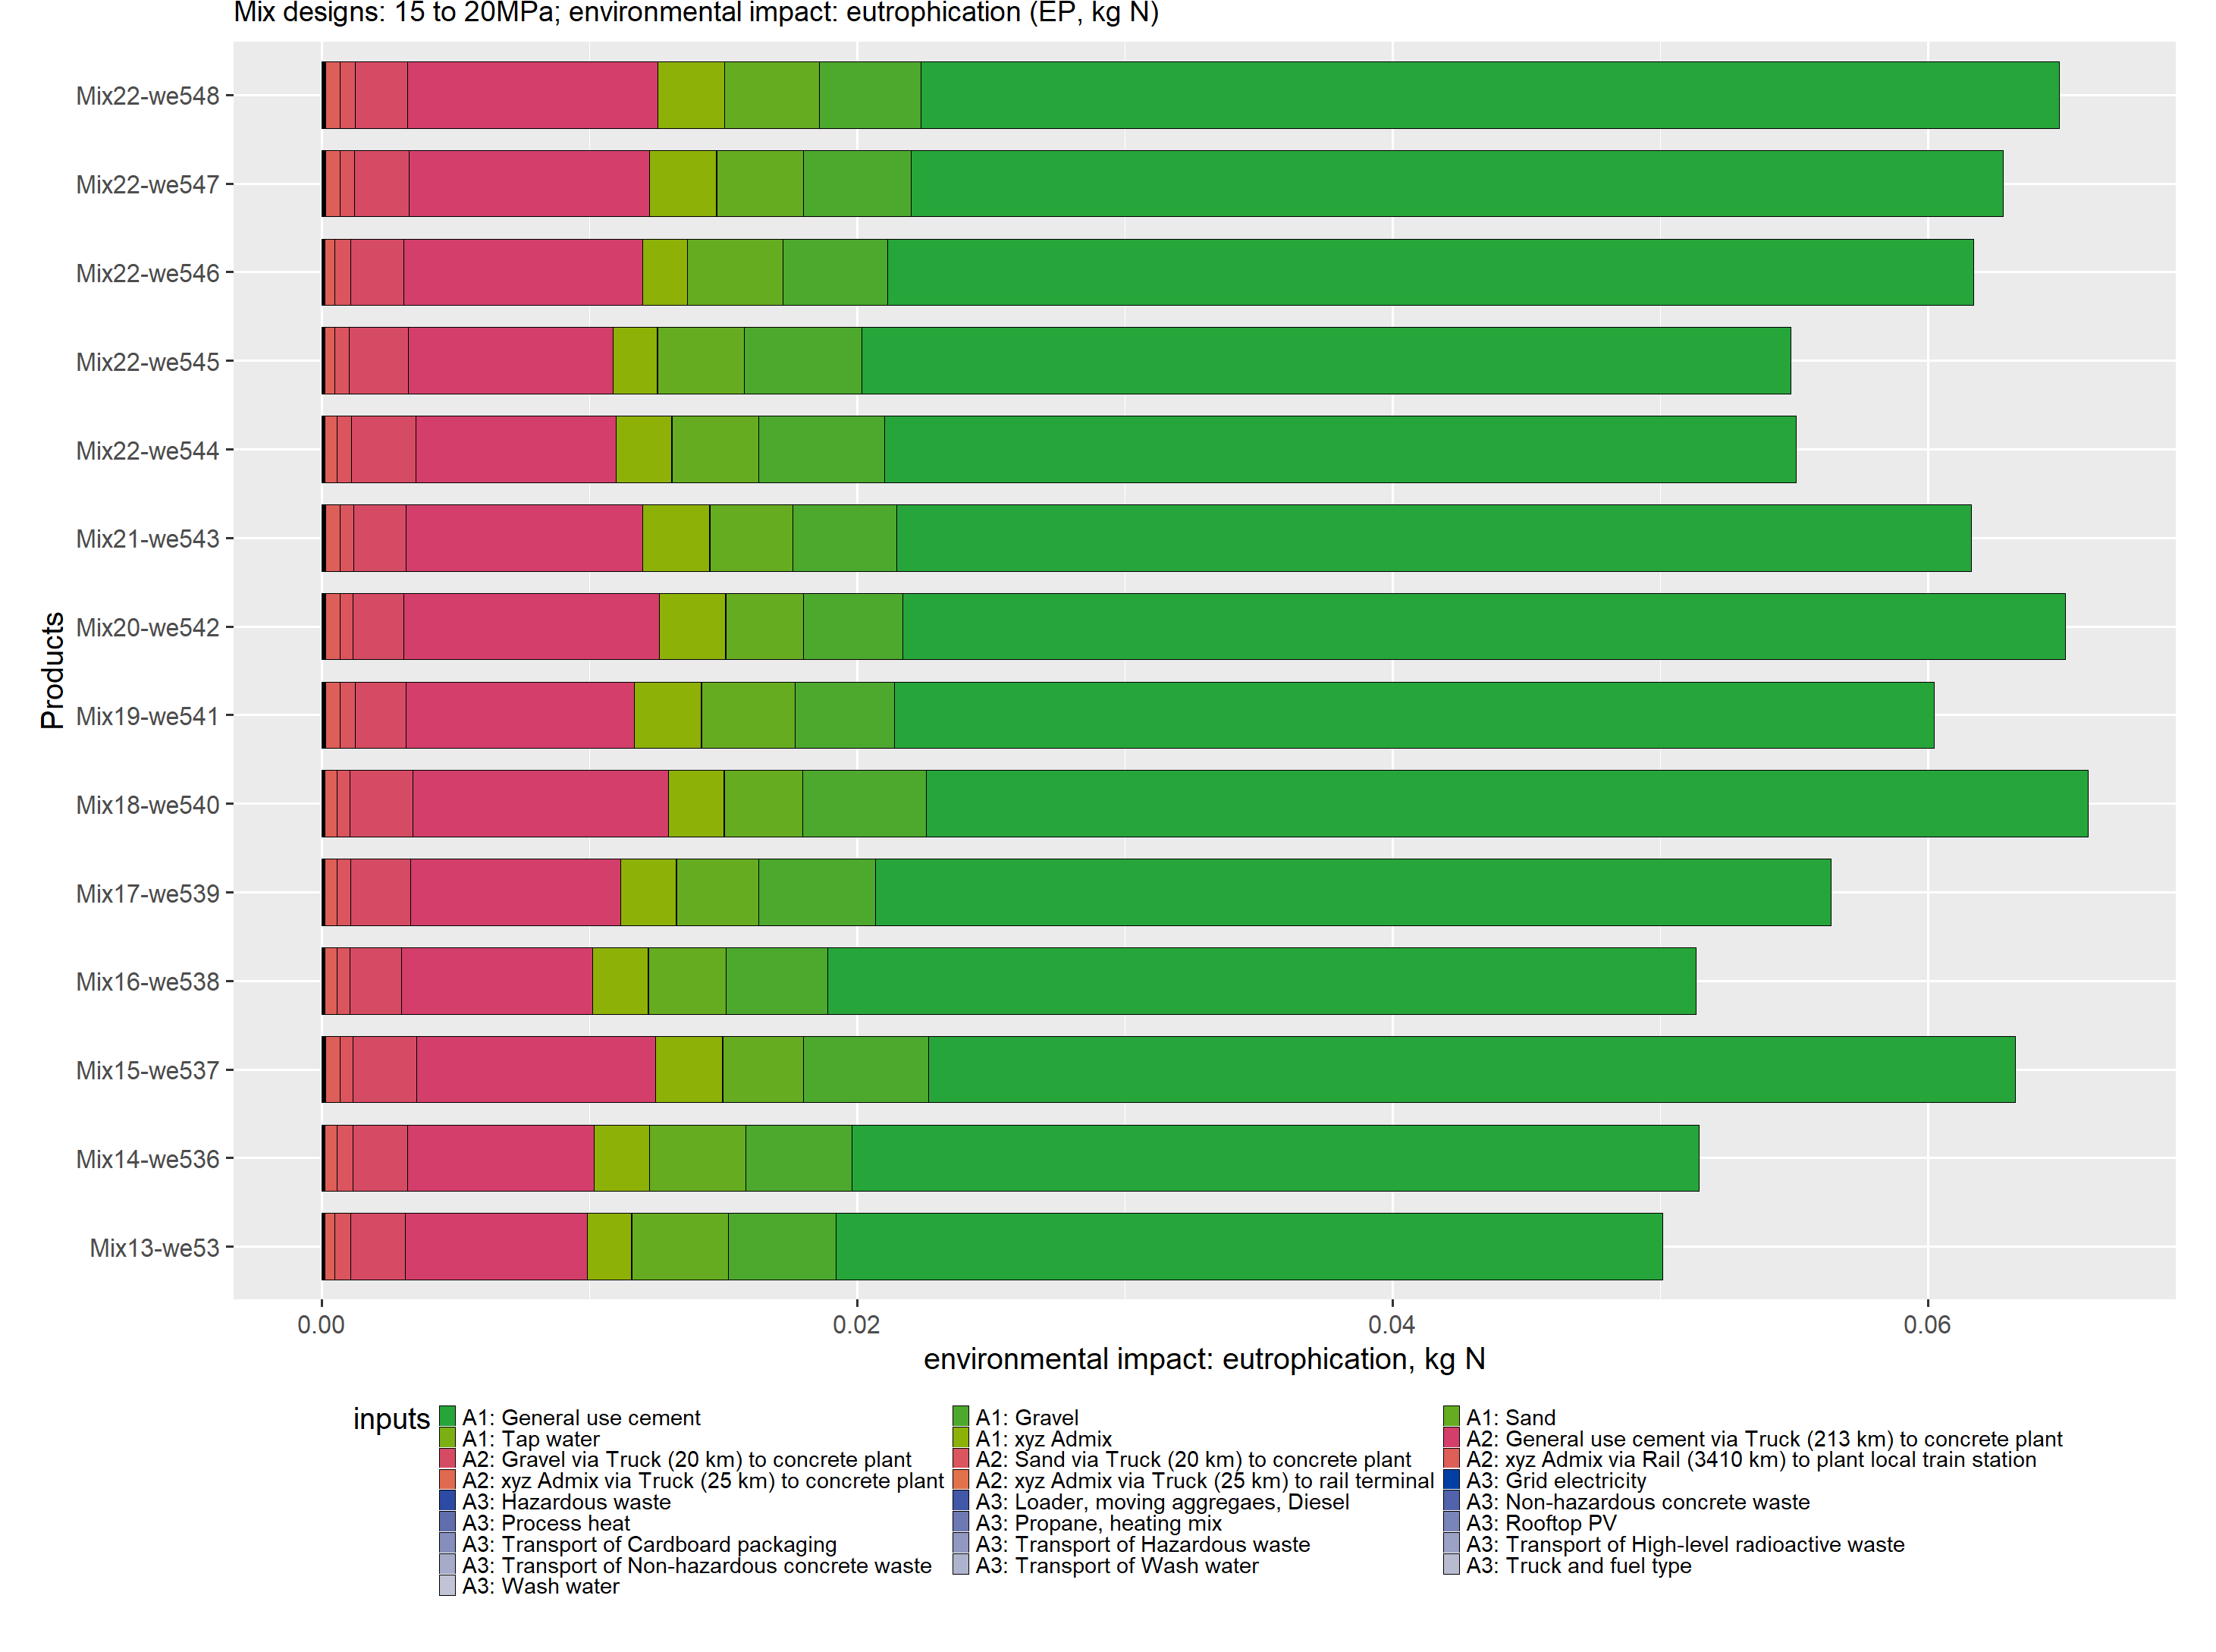 Mix designs: 15 to 20MPa; environmental impact: eutrophication (EP, kg N)
Products
Mix22-we548
Mix22-we547
Mix22-we546
Mix22-we545
Mix22-we544
Mix21-we543
Mix20-we542
Mix19-we541
Mix18-we540
Mix17-we539
Mix16-we538
Mix15-we537
Mix14-we536
Mix13-we53
0.00 0.02 0.04 0.06
environmental impact: eutrophication, kg N
inputs
A1: General use cement A1: Gravel A1: Sand
A1: Tap water A1: xyz Admix A2: General use cement via Truck (213 km) to concrete plant
A2: Gravel via Truck (20 km) to concrete plant A2: Sand via Truck (20 km) to concrete plant A2: xyz Admix via Rail (3410 km) to plant local train station
A2: xyz Admix via Truck (25 km) to concrete plant A2: xyz Admix via Truck (25 km) to rail terminal A3: Grid electricity
A3: Hazardous waste A3: Loader, moving aggregaes, Diesel A3: Non-hazardous concrete waste
A3: Process heat A3: Propane, heating mix A3: Rooftop PV
A3: Transport of Cardboard packaging A3: Transport of Hazardous waste A3: Transport of High-level radioactive waste
A3: Transport of Non-hazardous concrete waste A3: Transport of Wash water A3: Truck and fuel type
A3: Wash water